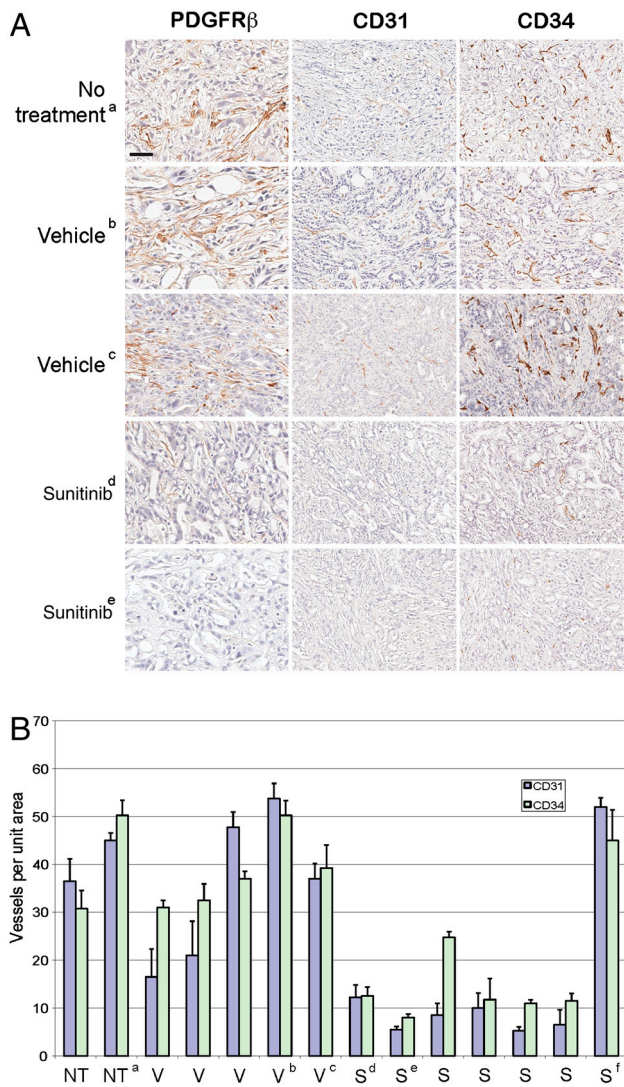 A
PDGFRβ CD31 CD34
No
treatment a
Vehicle b
Vehicle c
Sunitinib d
Sunitinib e
B
70
60
50
40
30
20
10
0
Vessels per unit area
CD31
CD34
NT NT a V V V V b V c S d S e S S S S S f